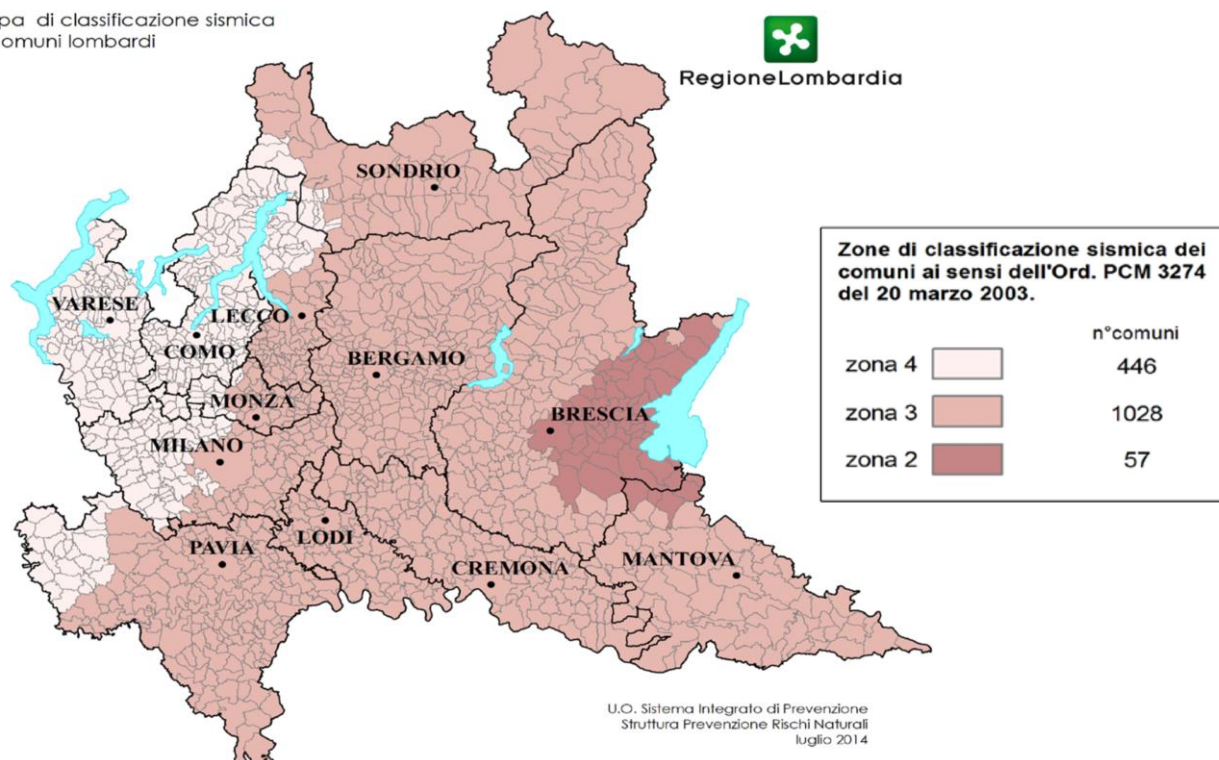 pa di classificazione sismica
omuni lombardi
RegioneLombardia
SONDRIO
VARESE
LECCO
COMO
BERGAMO
MONZA
BRESCIA
MILANO
LODI
PAVIA
CREMONA
MANTOVA
Zone di classificazione sismica dei
comuni ai sensi dell'Ord. PCM 3274
del 20 marzo 2003.
n°comuni
zona 4 446
zona 3 1028
zona 2 57
U.O. Sistema Integrato di Prevenzione
Struttura Prevenzione Rischi Naturali
luglio 2014